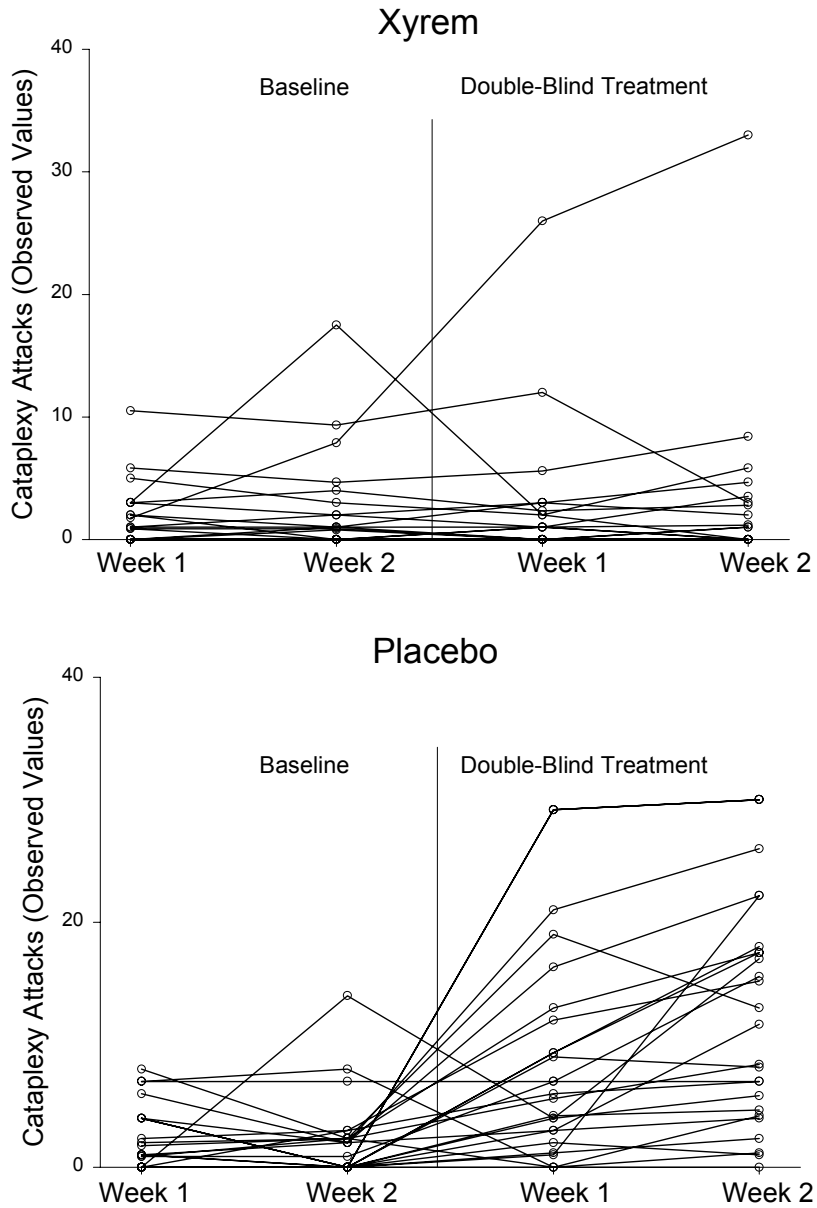 Xyrem
40
Baseline
Double-Blind Treatment
30
20
10
0
Cataplexy Attacks (Observed Values)
Week 1
Week 2
Week 1
Week 2
Placebo
40
Baseline
Double-Blind Treatment
20
0
Cataplexy Attacks (Observed Values)
Week 1
Week 2
Week 1
Week 2